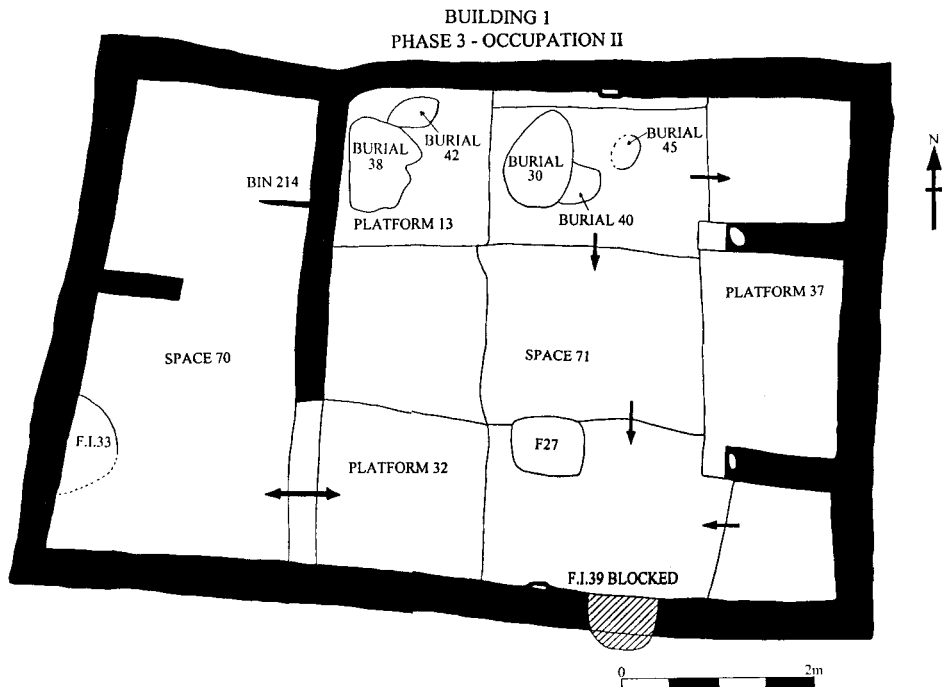 BUILDING 1
PHASE 3 - OCCUPATION II
N
BURIAL
42
BURIAL
38
BURIAL
45
BURIAL
30
BIN 214
PLATFORM 13
BURIAL 40
PLATFORM 37
SPACE 70
SPACE 71
F.I.33
F27
PLATFORM 32
F.I.39 BLOCKED
0
2m